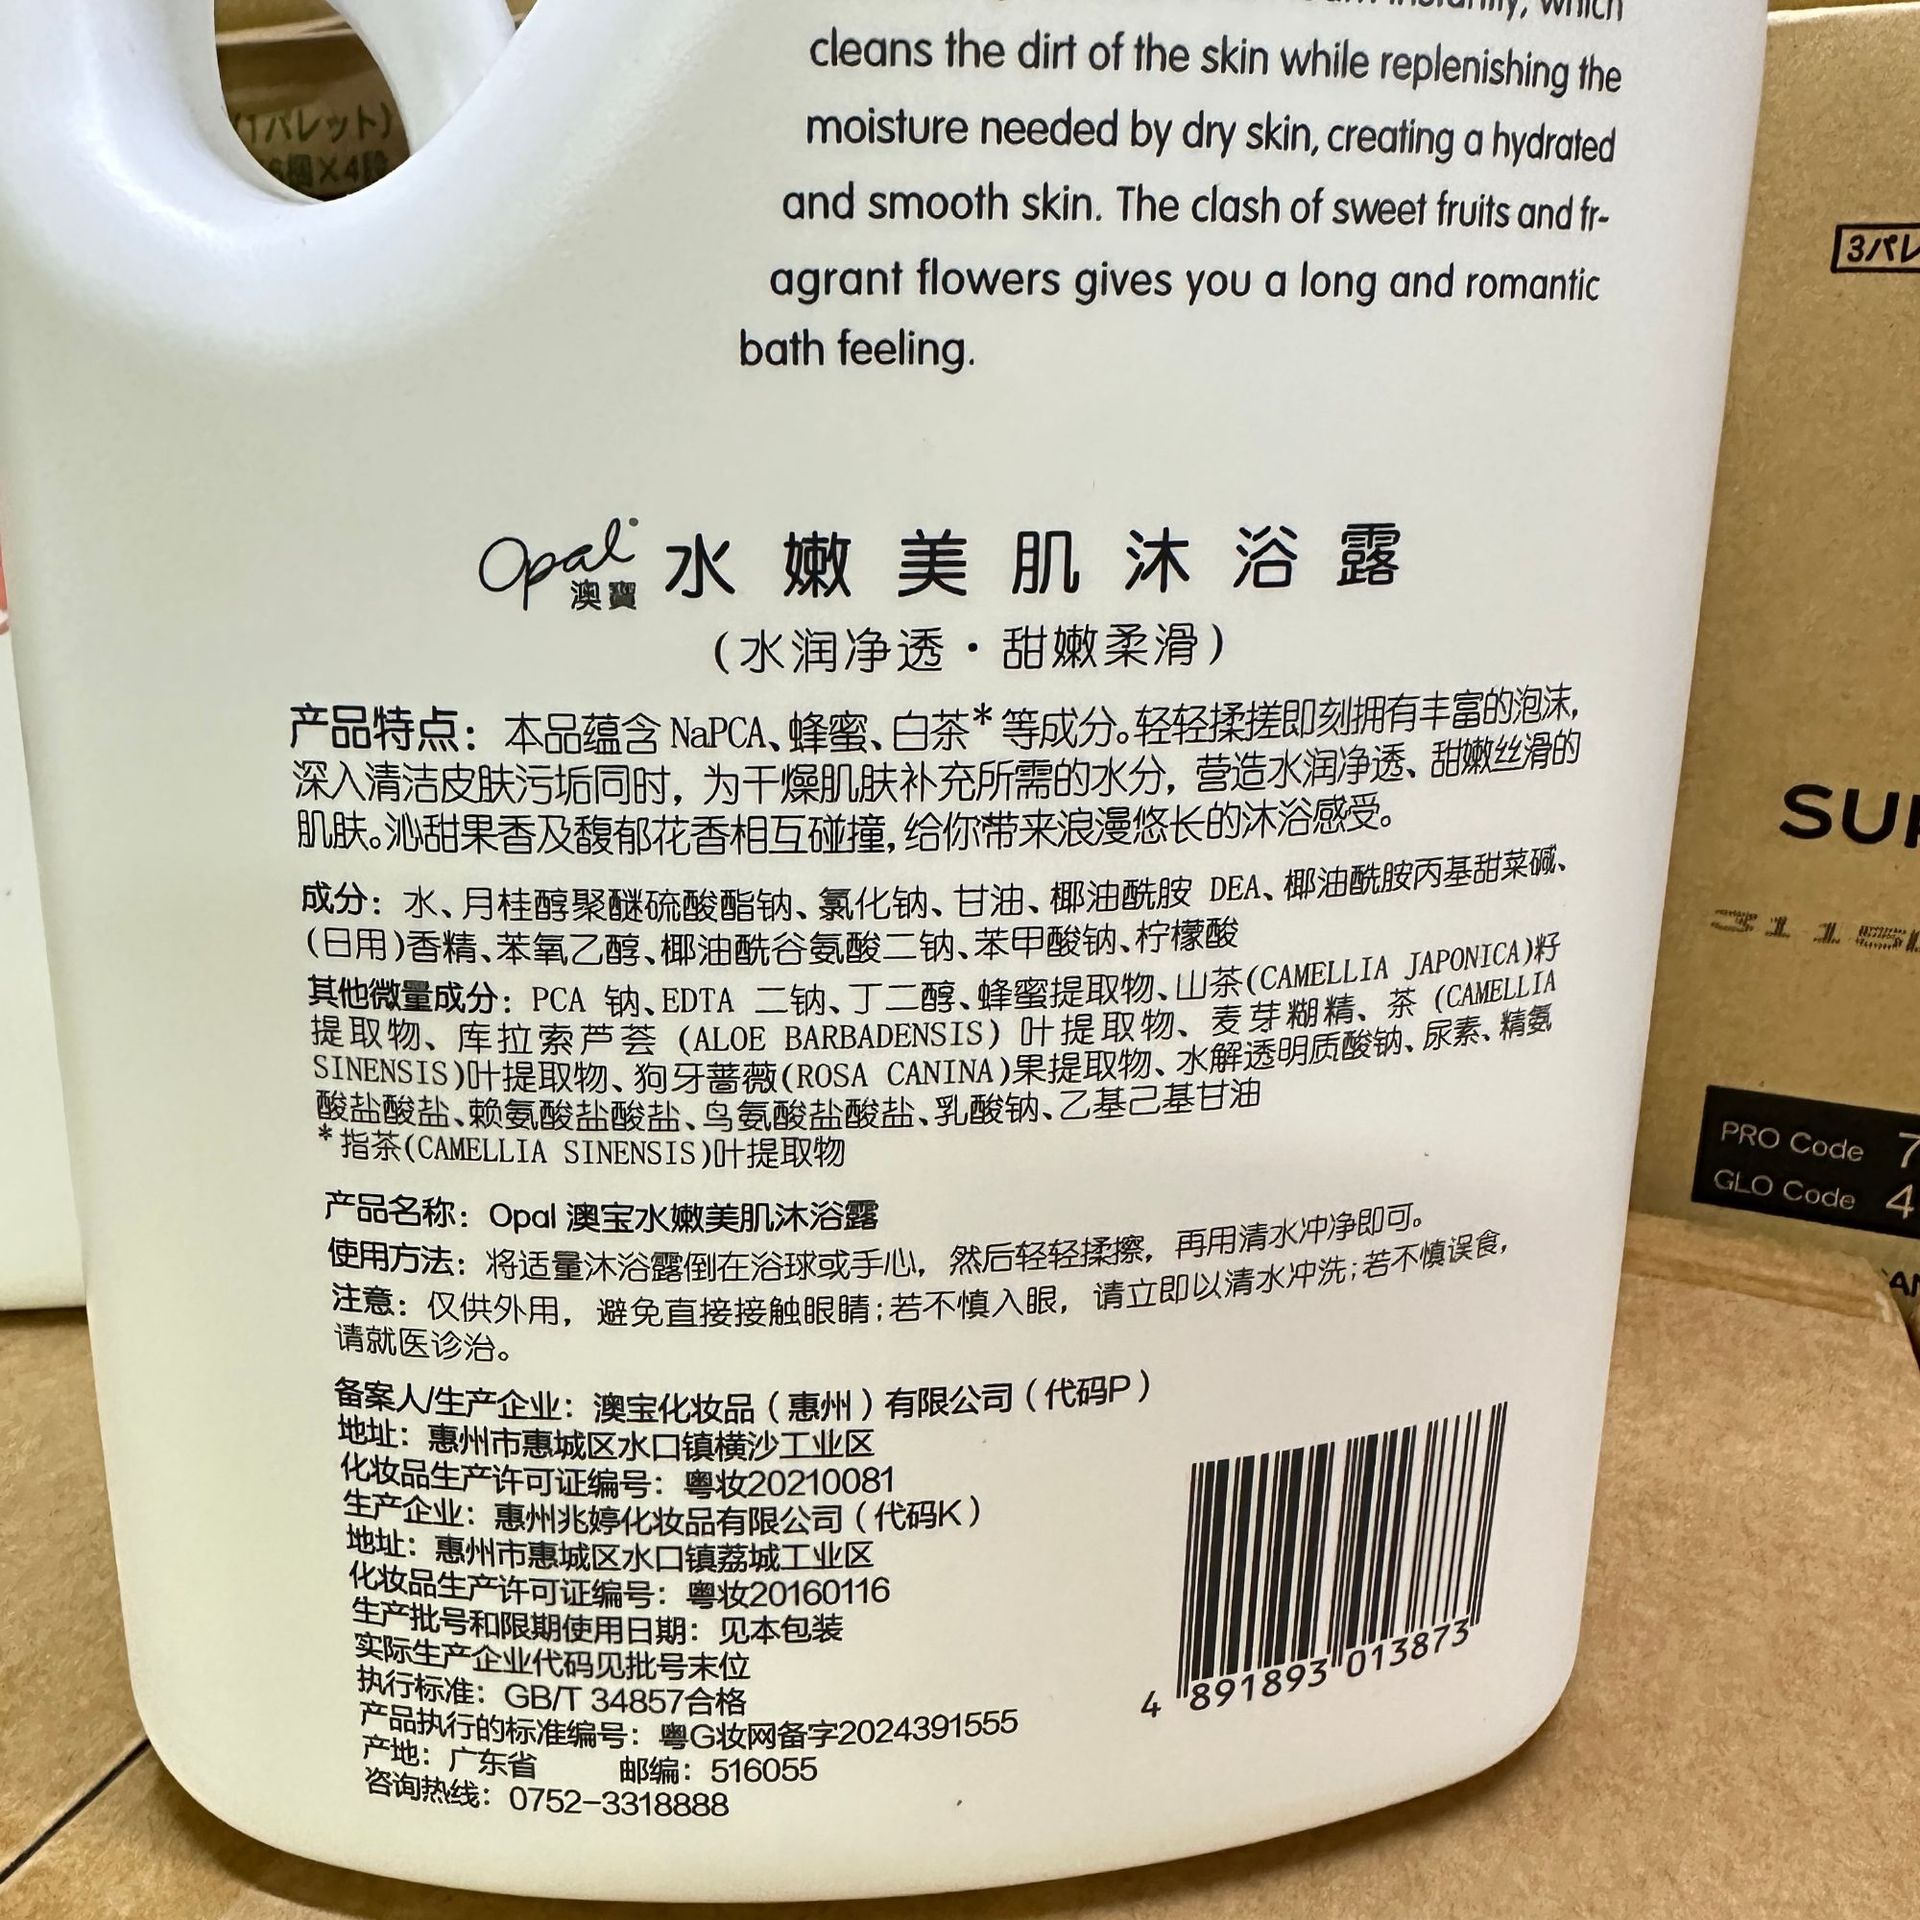 instantly, which
cleans the dirt of the skin while replenishing the
moisture needed by dry skin, creating a hydrated
and smooth skin. The clash of sweet fruits and fr-
agrant flowers gives you a long and romantic
bath feeling.
Opal 澳寶 水嫩美肌沐浴露
(水润净透·甜嫩柔滑)
产品特点：本品蕴含 NaPCA、蜂蜜、白茶*等成分。轻轻揉搓即刻拥有丰富的泡沫，
深入清洁皮肤污垢同时，为干燥肌肤补充所需的水分，营造水润净透、甜嫩丝滑的
肌肤。沁甜果香及馥郁花香相互碰撞，给你带来浪漫悠长的沐浴感受。
成分：水、月桂醇聚醚硫酸酯钠、氯化钠、甘油、椰油酰胺 DEA、椰油酰胺丙基甜菜碱、
(日用)香精、苯氧乙醇、椰油酰谷氨酸二钠、苯甲酸钠、柠檬酸
其他微量成分：PCA 钠、EDTA 二钠、丁二醇、蜂蜜提取物、山茶(CAMELLIA JAPONICA)籽
提取物、库拉索芦荟 (ALOE BARBADENSIS) 叶提取物、麦芽糊精、茶 (CAMELLIA
SINENSIS)叶提取物、狗牙蔷薇(ROSA CANINA)果提取物、水解透明质酸钠、尿素、精氨
酸盐酸盐、赖氨酸盐酸盐、鸟氨酸盐酸盐、乳酸钠、乙基己基甘油
*指茶(CAMELLIA SINENSIS)叶提取物
产品名称：Opal 澳宝水嫩美肌沐浴露
使用方法：将适量沐浴露倒在浴球或手心，然后轻轻揉擦，再用清水冲净即可。
注意：仅供外用，避免直接接触眼睛；若不慎入眼，请立即以清水冲洗；若不慎误食，
请就医诊治。
备案人/生产企业：澳宝化妆品（惠州）有限公司（代码P）
地址：惠州市惠城区水口镇横沙工业区
化妆品生产许可证编号：粤妆20210081
生产企业：惠州兆婷化妆品有限公司（代码K）
地址：惠州市惠城区水口镇荔城工业区
化妆品生产许可证编号：粤妆20160116
生产批号和限期使用日期：见本包装
实际生产企业代码见批号末位
执行标准：GB/T 34857合格
产品执行的标准编号：粤G妆网备字2024391555
产地：广东省 邮编：516055
咨询热线：0752-3318888
4 891893 013873
(1パレット)
×4段
3パレ
SU
PRO Code 7
GLO Code 4